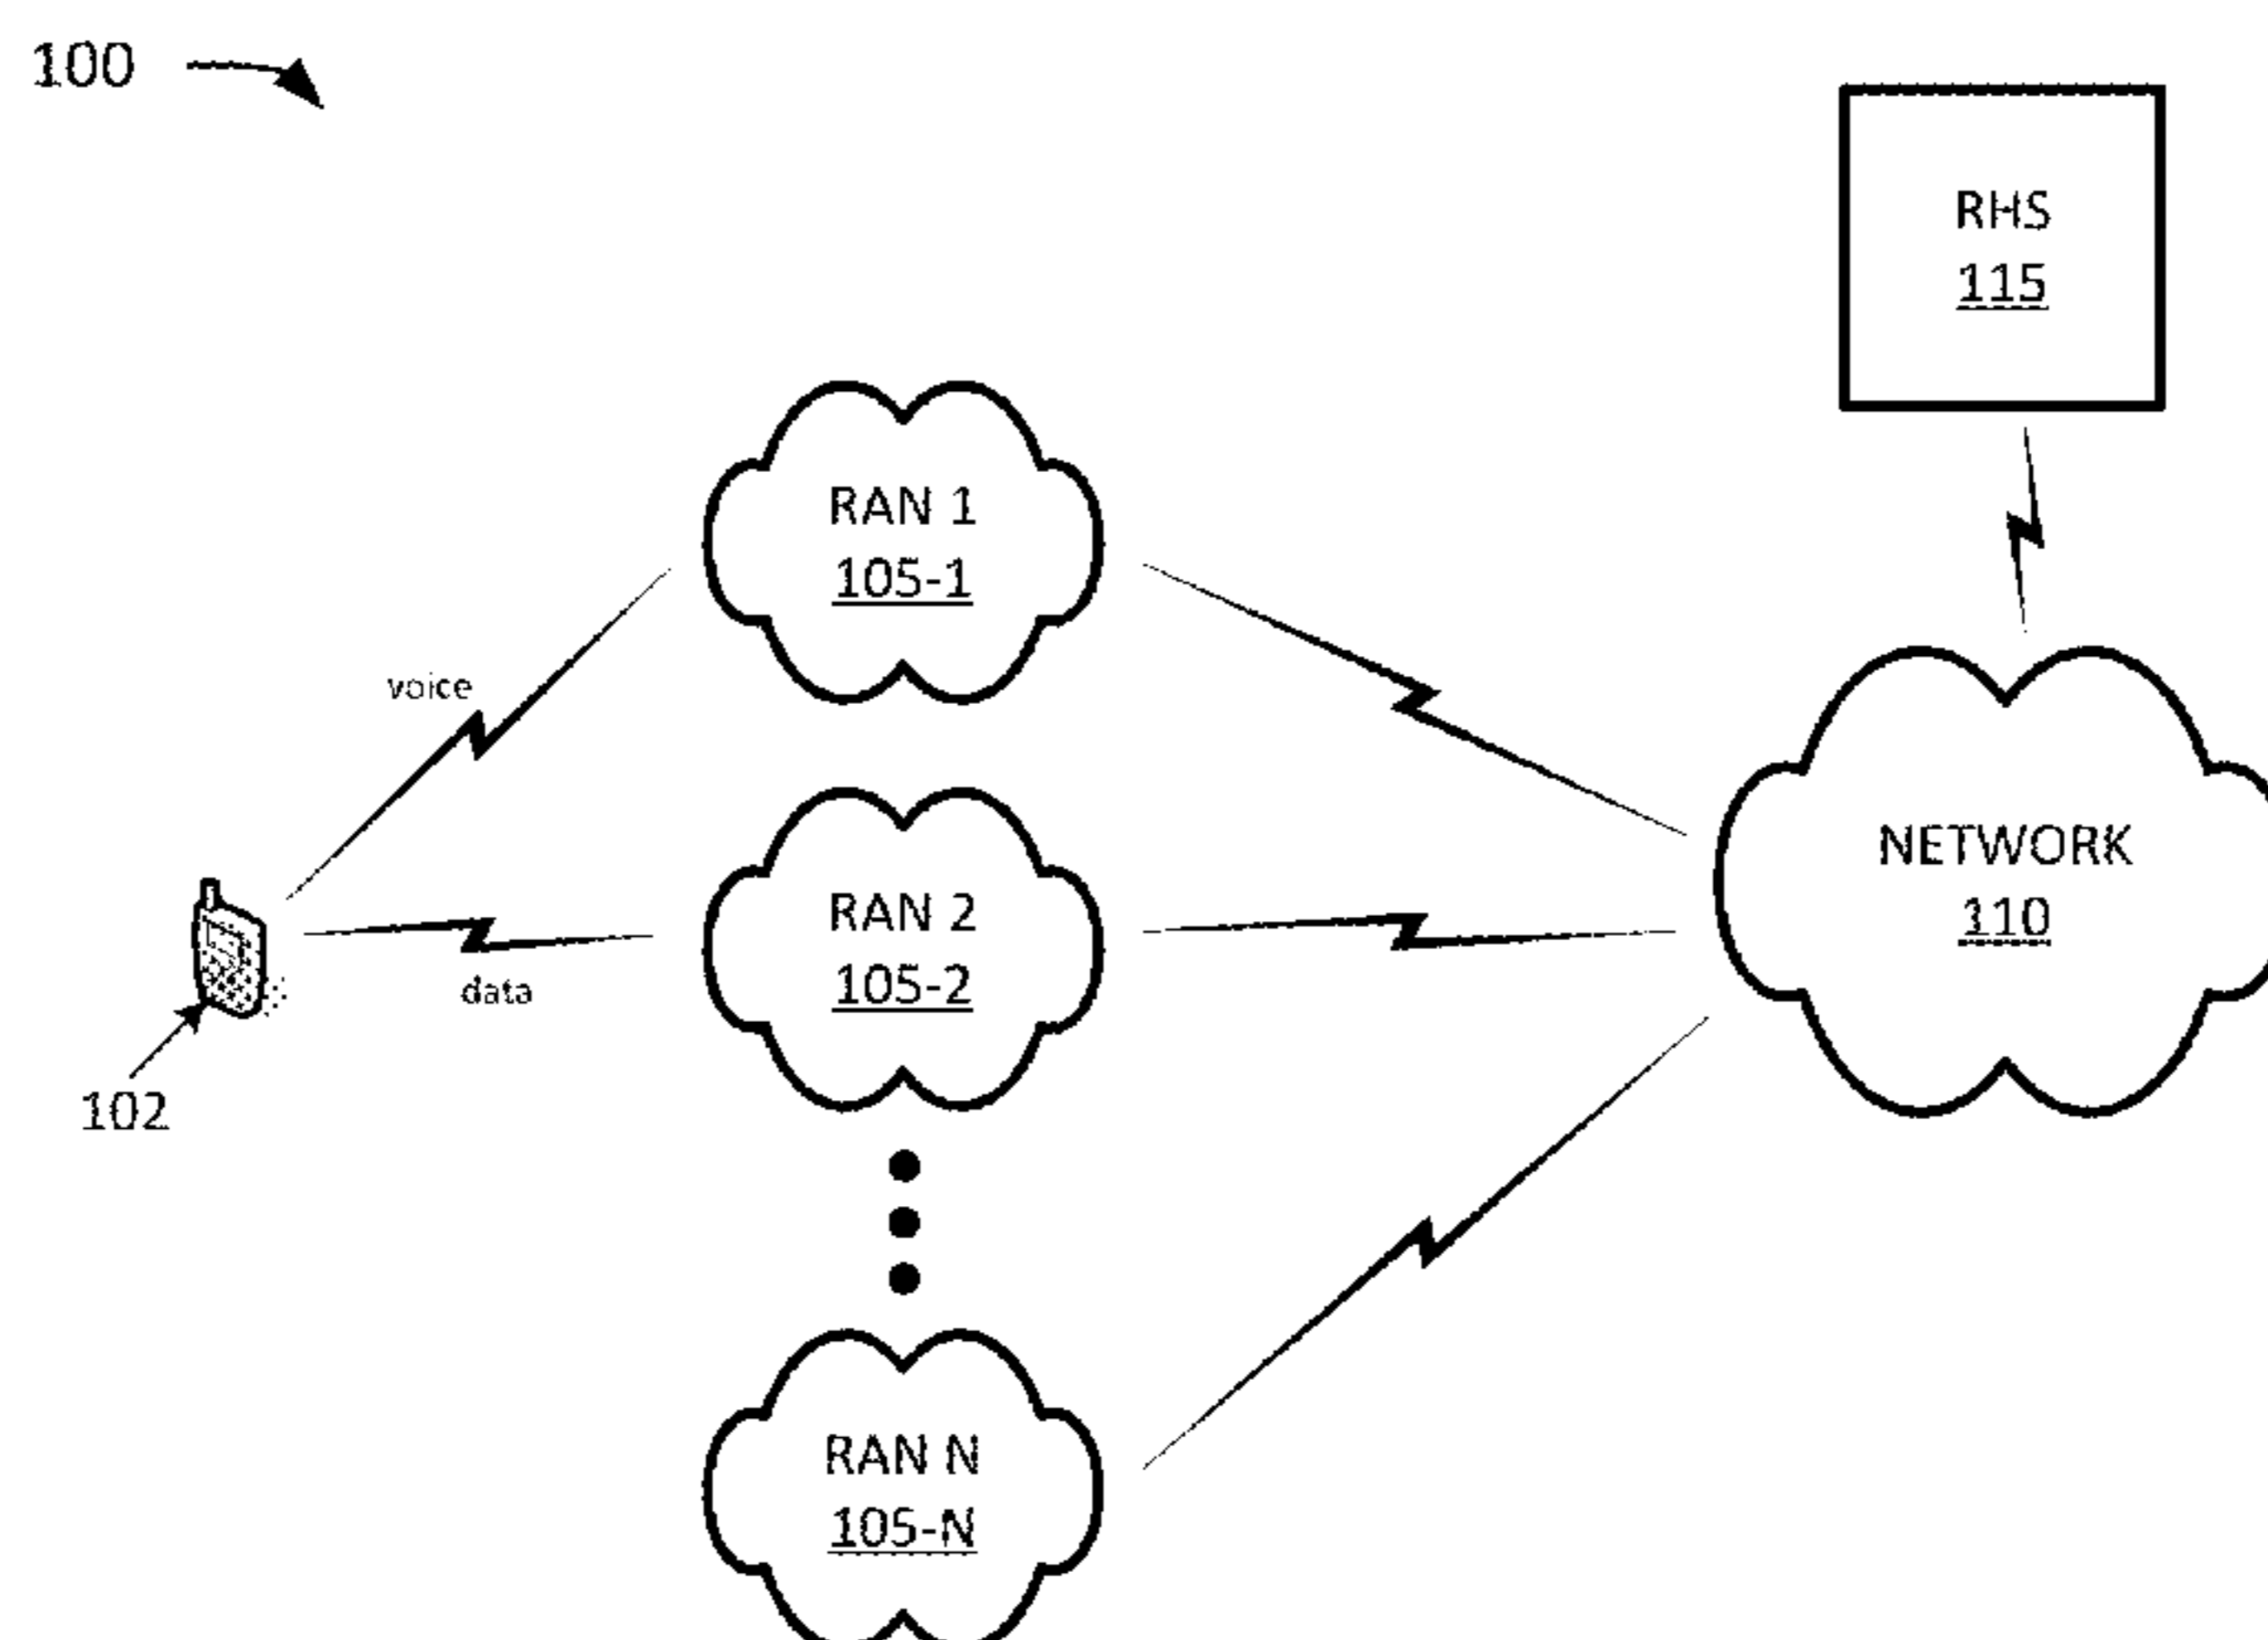 100
RHS
115
RAN 1
105-1
voice
NETWORK
110
RAN 2
105-2
data
102
RAN N
105-N